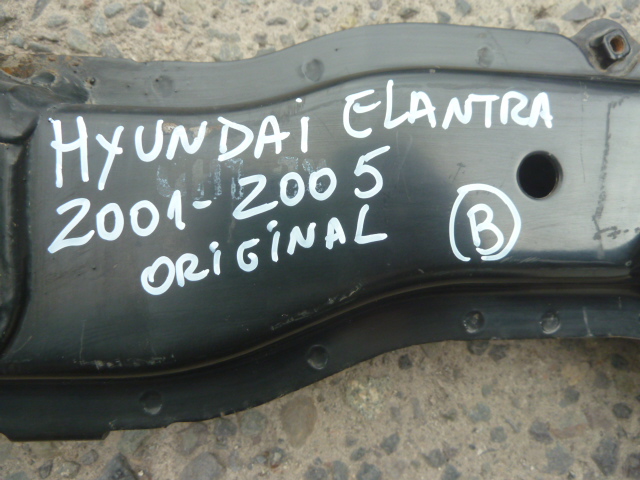 HYUNDAi ELANTRA
2001-2005
ORiGiNAL
B